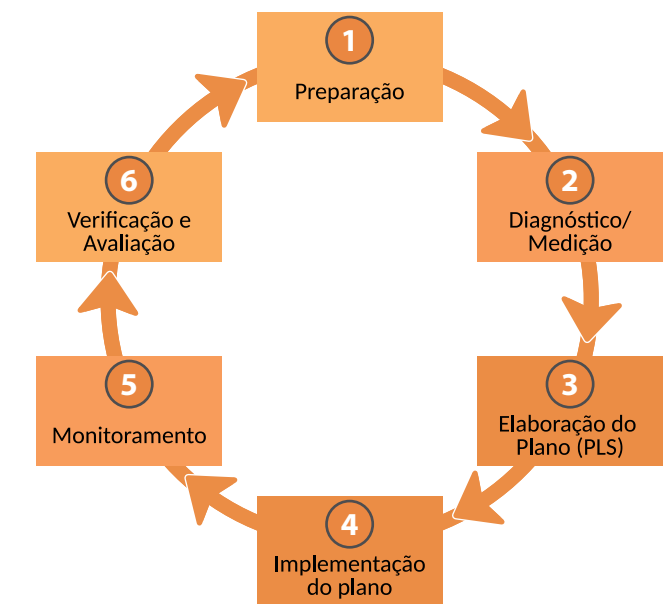 1
Preparação
2
Diagnóstico/
Medição
3
Elaboração do
Plano (PLS)
4
Implementação
do plano
5
Monitoramento
6
Verificação e
Avaliação